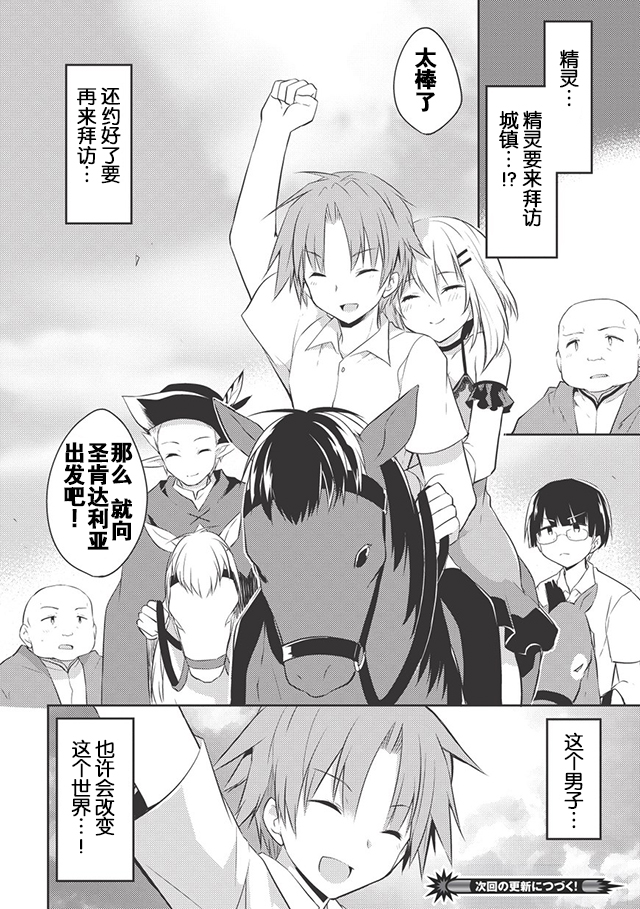 精灵…
精灵要来拜访
城镇…!?
太棒了
还约好了要
再来拜访…
那么 就向
圣肯达利亚
出发吧！
这个男子…
也许会改变
这个世界…！
次回の更新につづく!